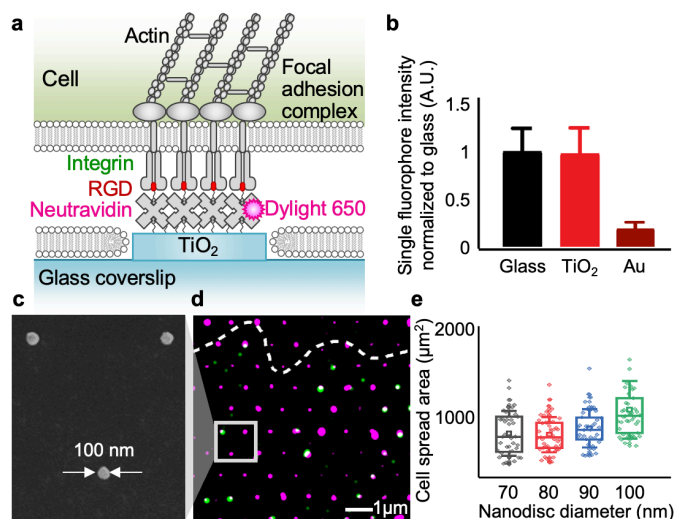 a
Actin
Cell
Focal
adhesion
complex
Integrin
RGD
Neutravidin
Dylight 650
TiO2
Glass coverslip
b
Single fluorophore intensity
normalized to glass (A.U.)
1.5
1
0.5
0
Glass TiO2 Au
c
100 nm
d
1µm
e
Cell spread area (µm2)
2000
1000
70 80 90 100
Nanodisc diameter (nm)